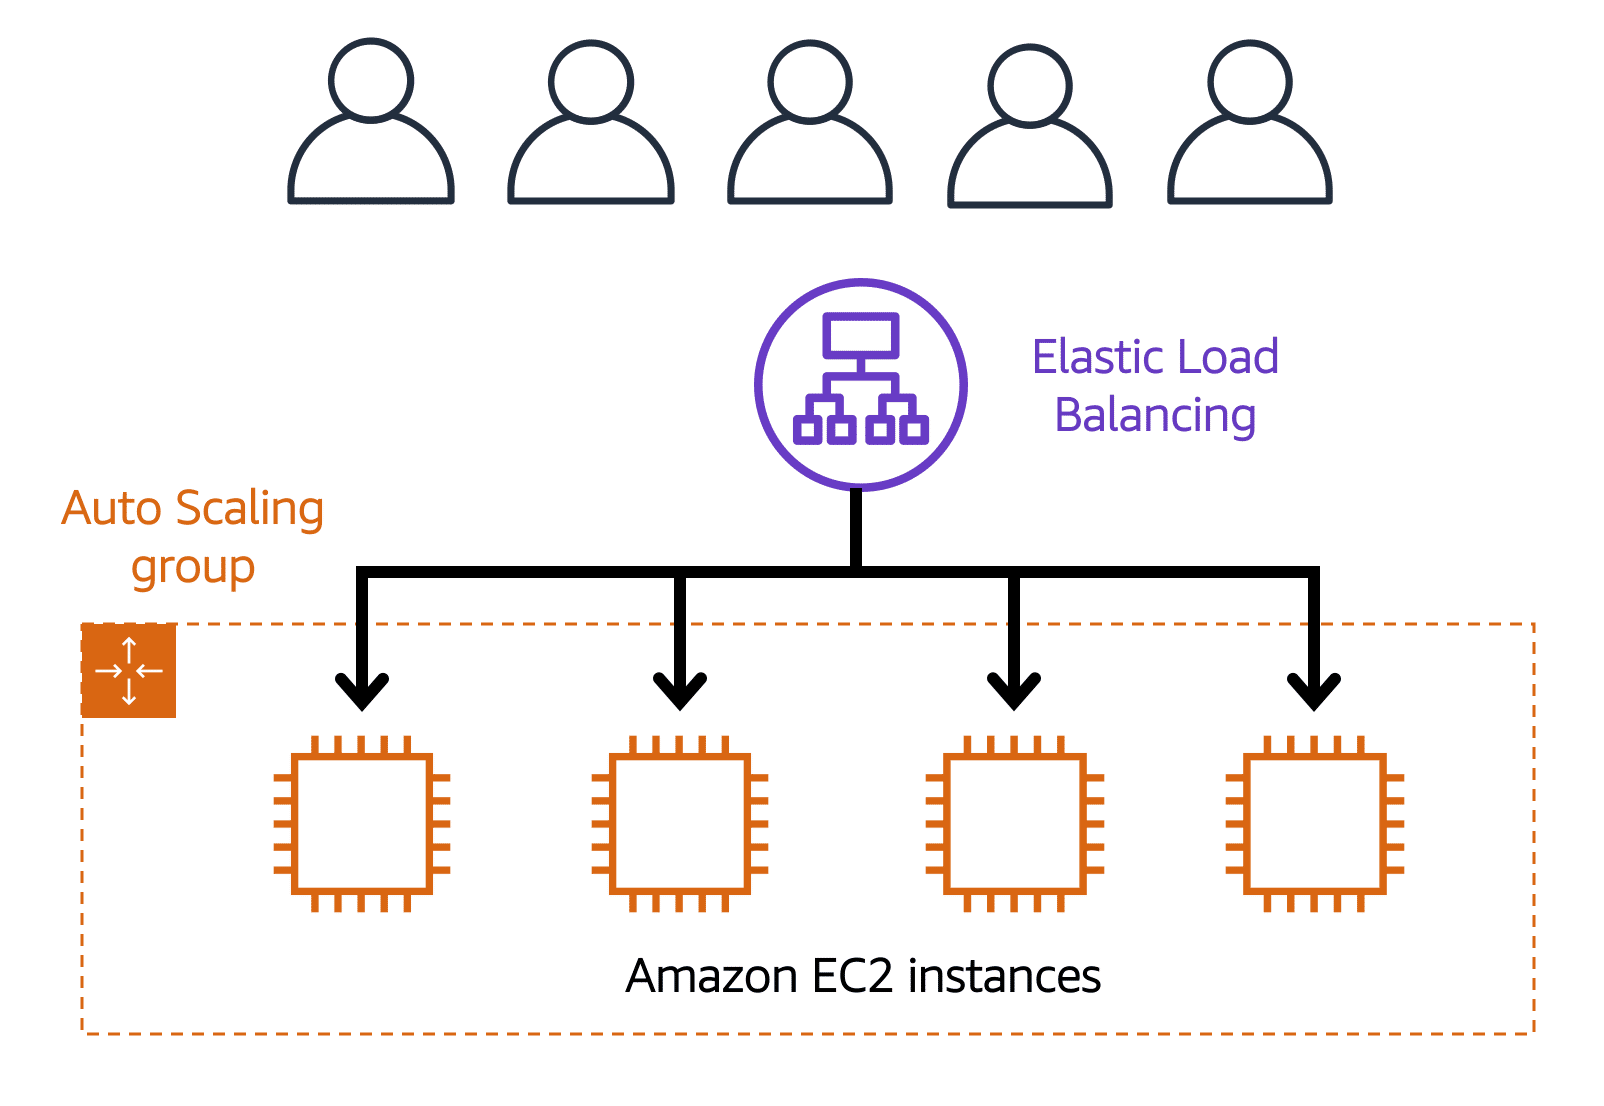 Elastic Load
Balancing
Auto Scaling
group
Amazon EC2 instances